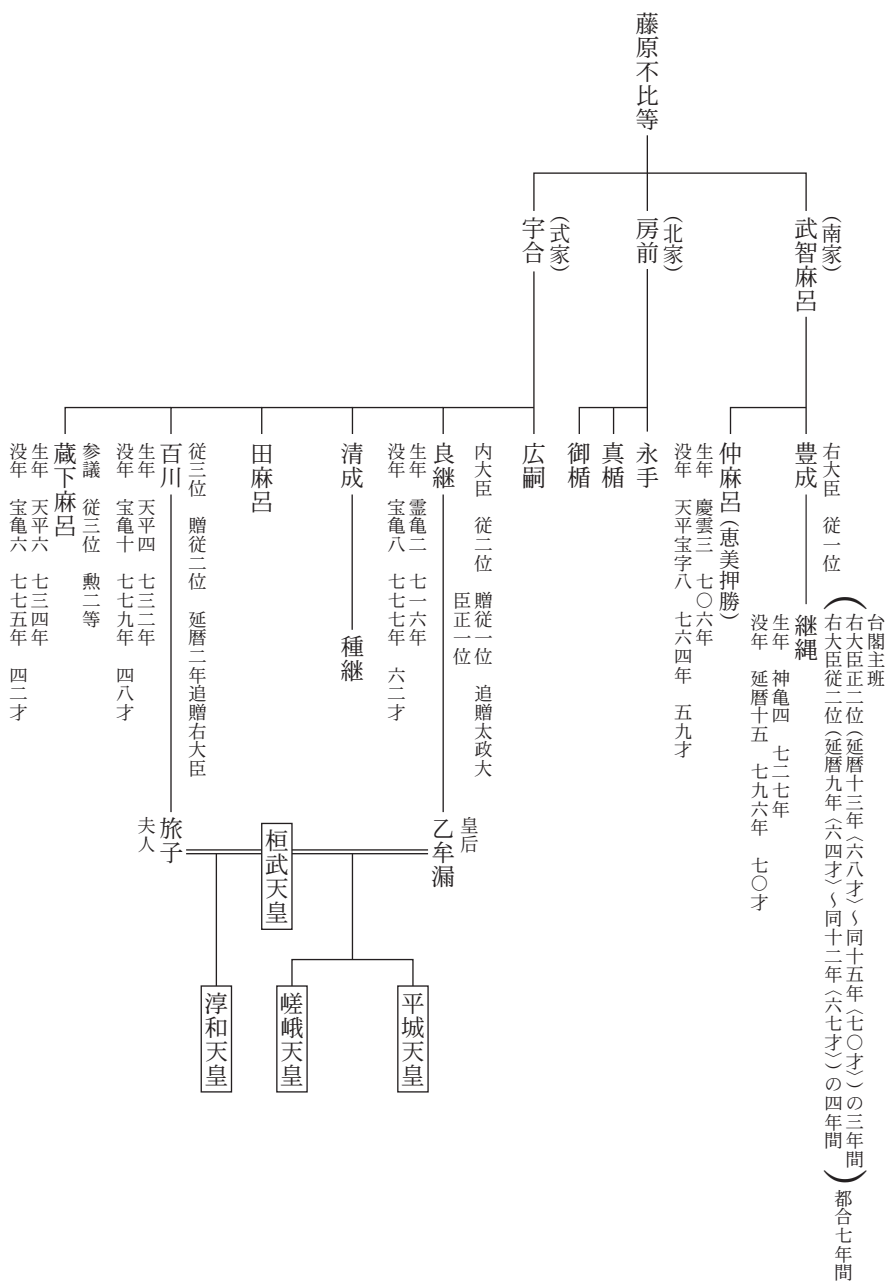 藤原不比等
(南家)
武智麻呂
(北家)
房前
(式家)
宇合
台閣主班
右大臣正二位(延暦十三年〈六八才〉～同十五年〈七〇才〉)の三年間
右大臣従二位(延暦九年〈六四才〉～同十二年〈六七才〉)の四年間
都合七年間
右大臣 従一位
豊成
継縄
生年 神亀四 七二七年
没年 延暦十五 七九六年 七〇才
仲麻呂(恵美押勝)
生年 慶雲三 七〇六年
没年 天平宝字八 七六四年 五九才
永手
真楯
御楯
広嗣
内大臣 従二位 贈従一位 追贈太政大
臣正一位
良継
生年 霊亀二 七一六年
没年 宝亀八 七七七年 六二才
皇后
乙牟漏
清成
種継
田麻呂
従三位 贈従二位 延暦二年追贈右大臣
百川
生年 天平四 七三二年
没年 宝亀十 七七九年 四八才
旅子
夫人
参議 従三位 勲二等
蔵下麻呂
生年 天平六 七三四年
没年 宝亀六 七七五年 四二才
桓武天皇
平城天皇
嵯峨天皇
淳和天皇